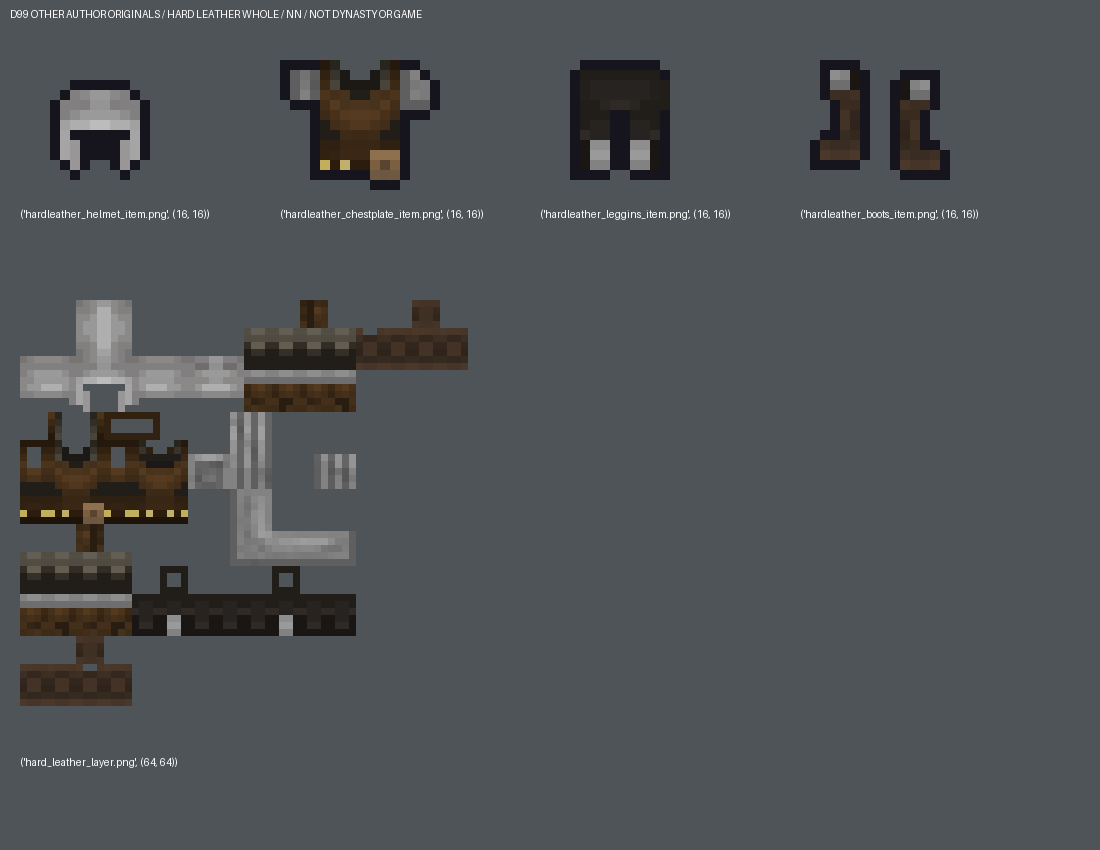 D99 OTHER AUTHOR ORIGINALS / HARD LEATHER WHOLE / NN / NOT DYNASTY OR GAME
('hardleather_helmet_item.png', (16, 16))
('hardleather_chestplate_item.png', (16, 16))
('hardleather_leggins_item.png', (16, 16))
('hardleather_boots_item.png', (16, 16))
('hard_leather_layer.png', (64, 64))